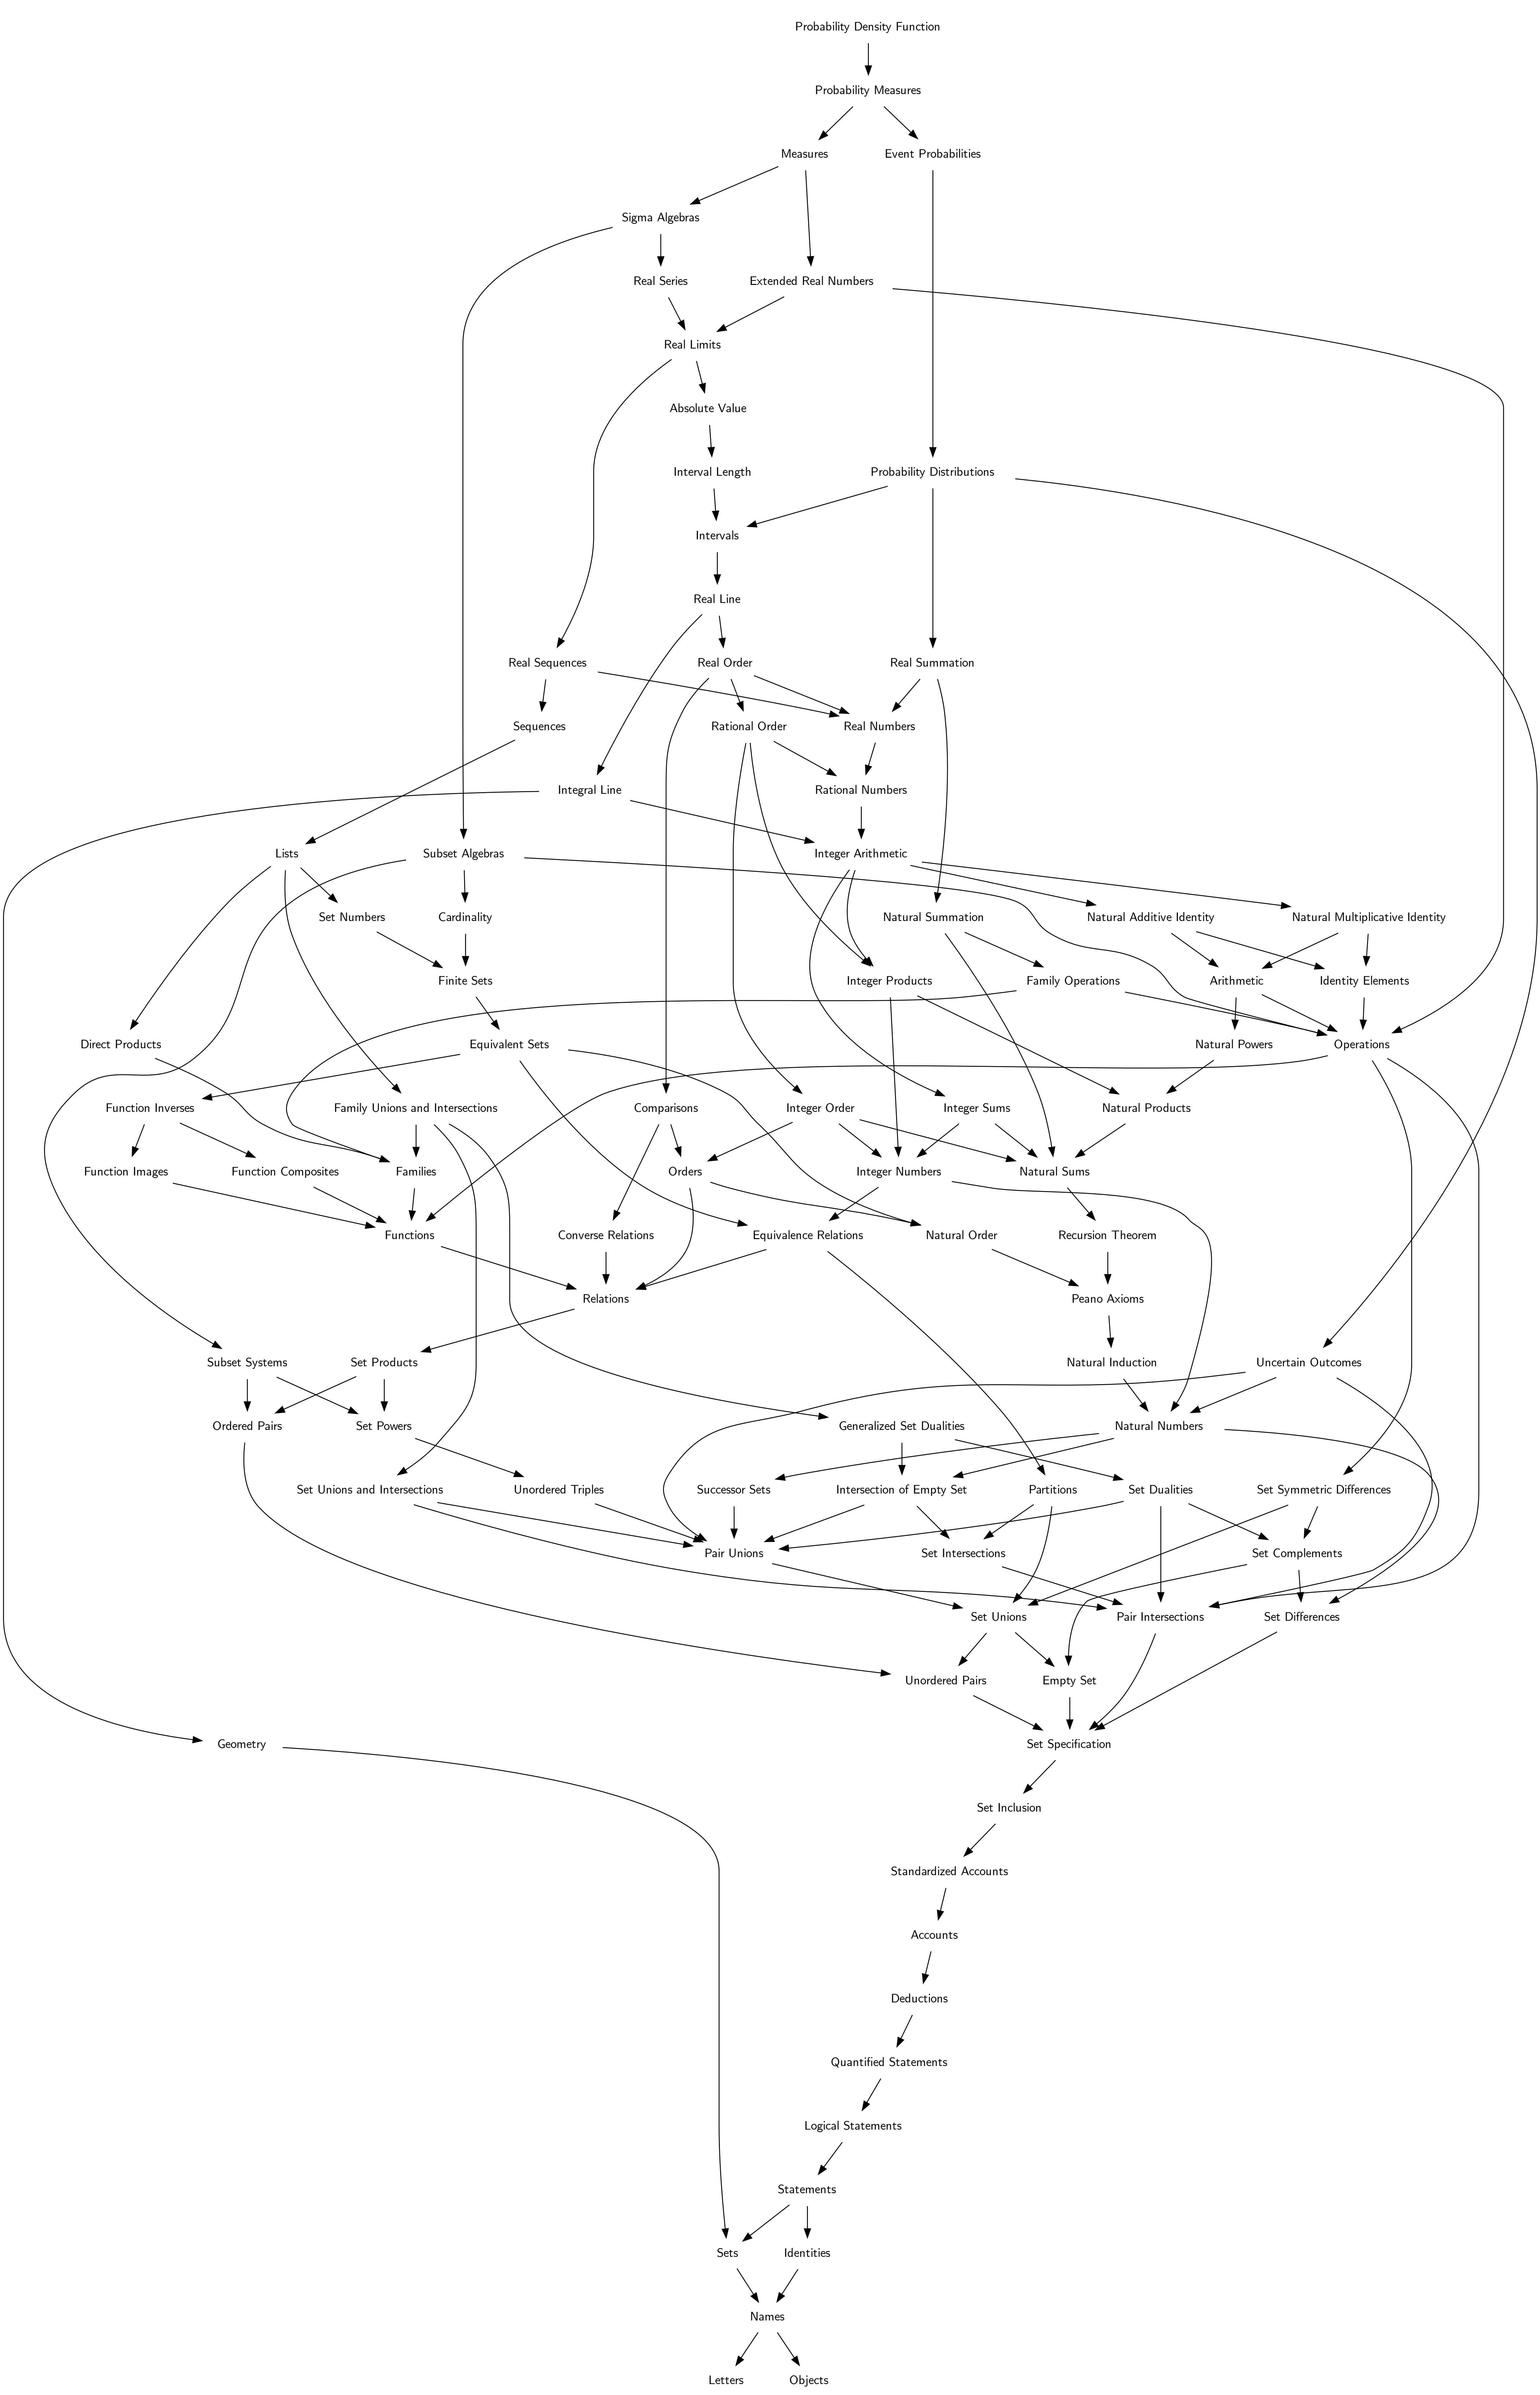 Probability Density Function
Probability Measures
Measures
Event Probabilities
Sigma Algebras
Real Series
Extended Real Numbers
Real Limits
Absolute Value
Interval Length
Probability Distributions
Intervals
Real Line
Real Sequences
Real Order
Real Summation
Sequences
Rational Order
Real Numbers
Integral Line
Rational Numbers
Lists
Subset Algebras
Integer Arithmetic
Set Numbers
Cardinality
Natural Summation
Natural Additive Identity
Natural Multiplicative Identity
Finite Sets
Integer Products
Family Operations
Arithmetic
Identity Elements
Direct Products
Equivalent Sets
Natural Powers
Operations
Function Inverses
Family Unions and Intersections
Comparisons
Integer Order
Integer Sums
Natural Products
Function Images
Function Composites
Families
Orders
Integer Numbers
Natural Sums
Functions
Converse Relations
Equivalence Relations
Natural Order
Recursion Theorem
Relations
Peano Axioms
Subset Systems
Set Products
Natural Induction
Uncertain Outcomes
Ordered Pairs
Set Powers
Generalized Set Dualities
Natural Numbers
Set Unions and Intersections
Unordered Triples
Successor Sets
Intersection of Empty Set
Partitions
Set Dualities
Set Symmetric Differences
Pair Unions
Set Intersections
Set Complements
Set Unions
Pair Intersections
Set Differences
Unordered Pairs
Empty Set
Geometry
Set Specification
Set Inclusion
Standardized Accounts
Accounts
Deductions
Quantified Statements
Logical Statements
Statements
Sets
Identities
Names
Letters
Objects